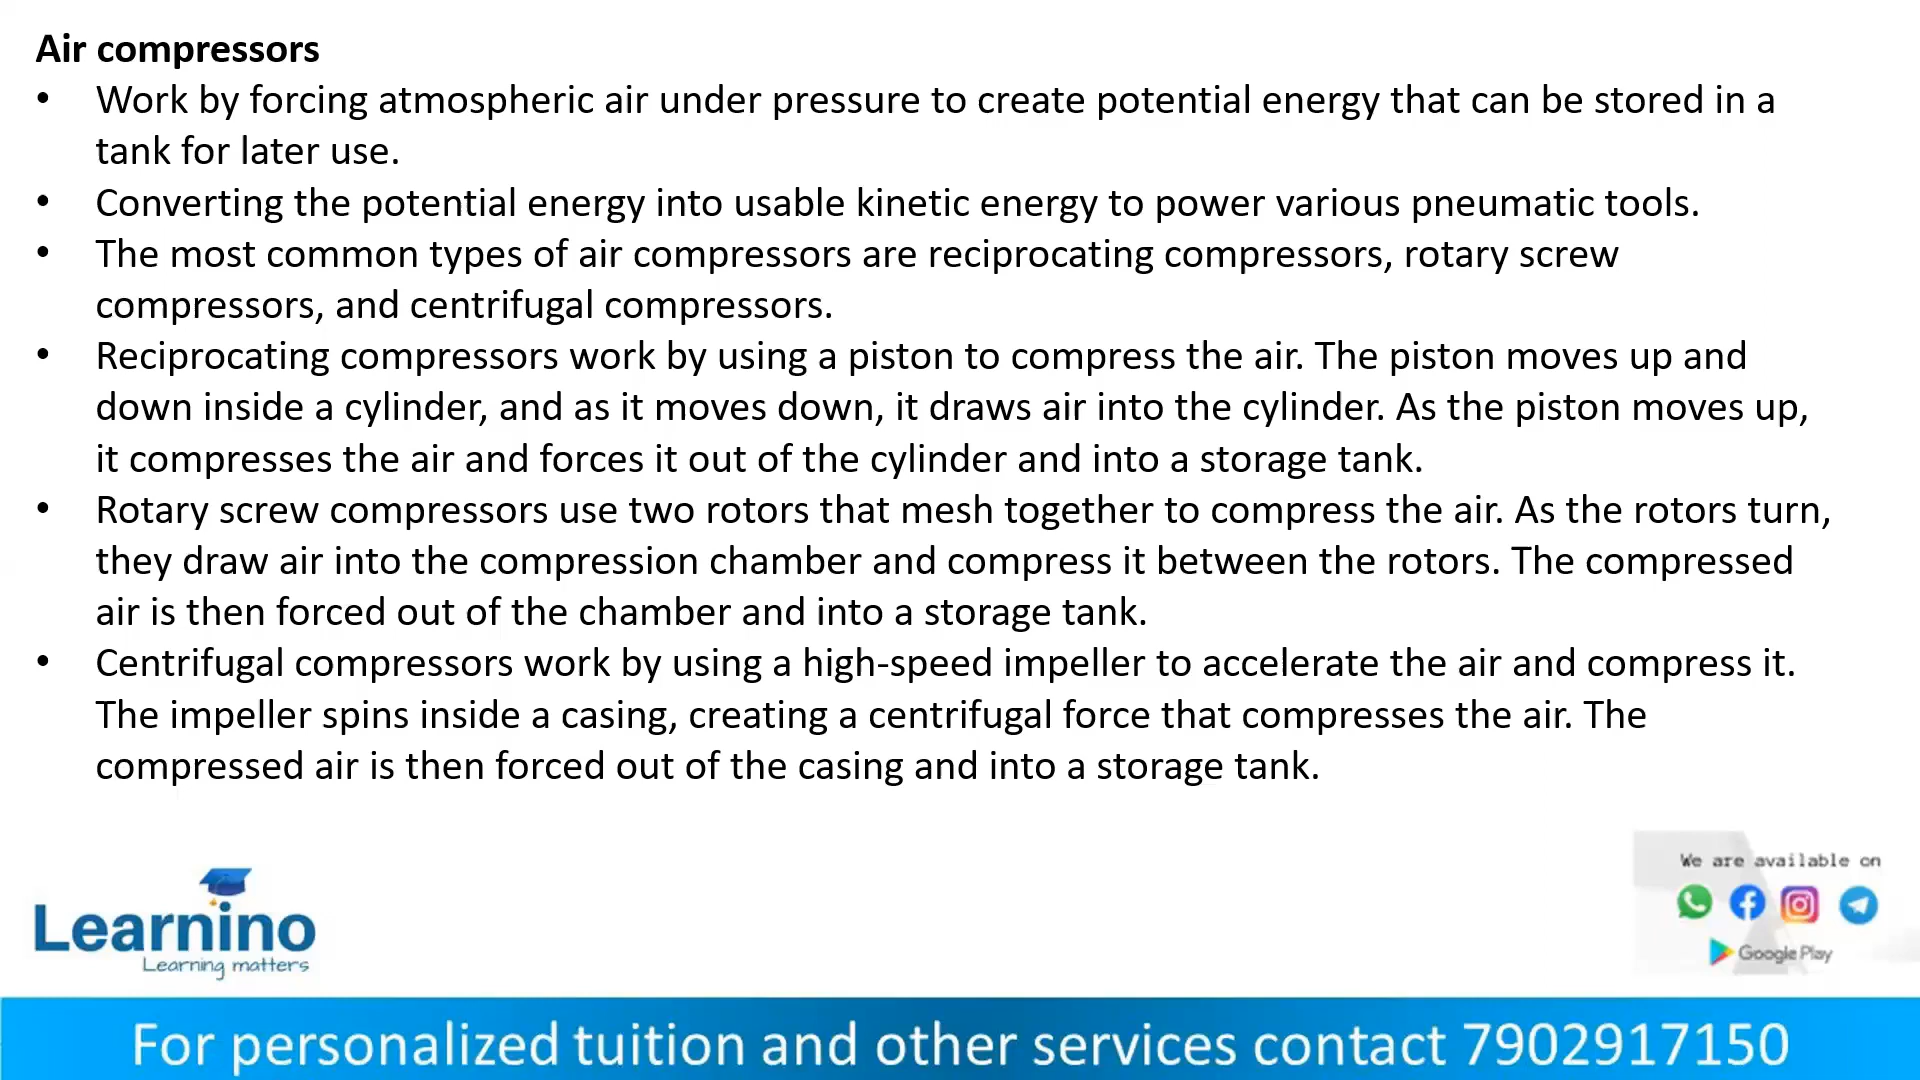 Air compressors
• Work by forcing atmospheric air under pressure to create potential energy that can be stored in a
tank for later use.
• Converting the potential energy into usable kinetic energy to power various pneumatic tools.
• The most common types of air compressors are reciprocating compressors, rotary screw
compressors, and centrifugal compressors.
• Reciprocating compressors work by using a piston to compress the air. The piston moves up and
down inside a cylinder, and as it moves down, it draws air into the cylinder. As the piston moves up,
it compresses the air and forces it out of the cylinder and into a storage tank.
• Rotary screw compressors use two rotors that mesh together to compress the air. As the rotors turn,
they draw air into the compression chamber and compress it between the rotors. The compressed
air is then forced out of the chamber and into a storage tank.
• Centrifugal compressors work by using a high-speed impeller to accelerate the air and compress it.
The impeller spins inside a casing, creating a centrifugal force that compresses the air. The
compressed air is then forced out of the casing and into a storage tank.
Learnino
Learning matters
We are available on
Google Play
For personalized tuition and other services contact 7902917150